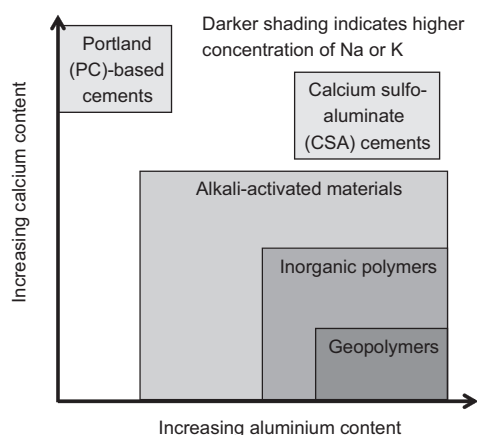 Darker shading indicates higher
concentration of Na or K
Portland
(PC)-based
cements
Calcium sulfo-
aluminate
(CSA) cements
Alkali-activated materials
Inorganic polymers
Geopolymers
Increasing calcium content
Increasing aluminium content